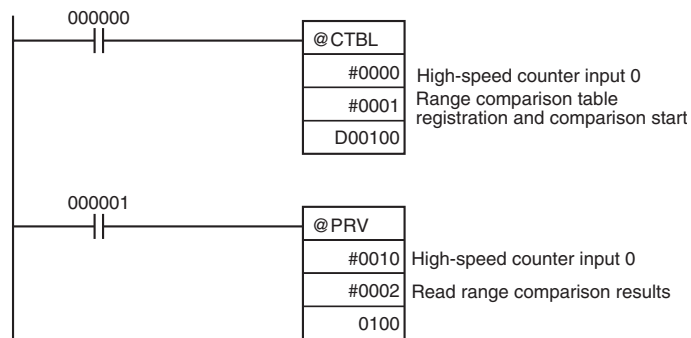 000000
@CTBL
#0000 High-speed counter input 0
#0001 Range comparison table
registration and comparison start
D00100
000001
@PRV
#0010 High-speed counter input 0
#0002 Read range comparison results
0100